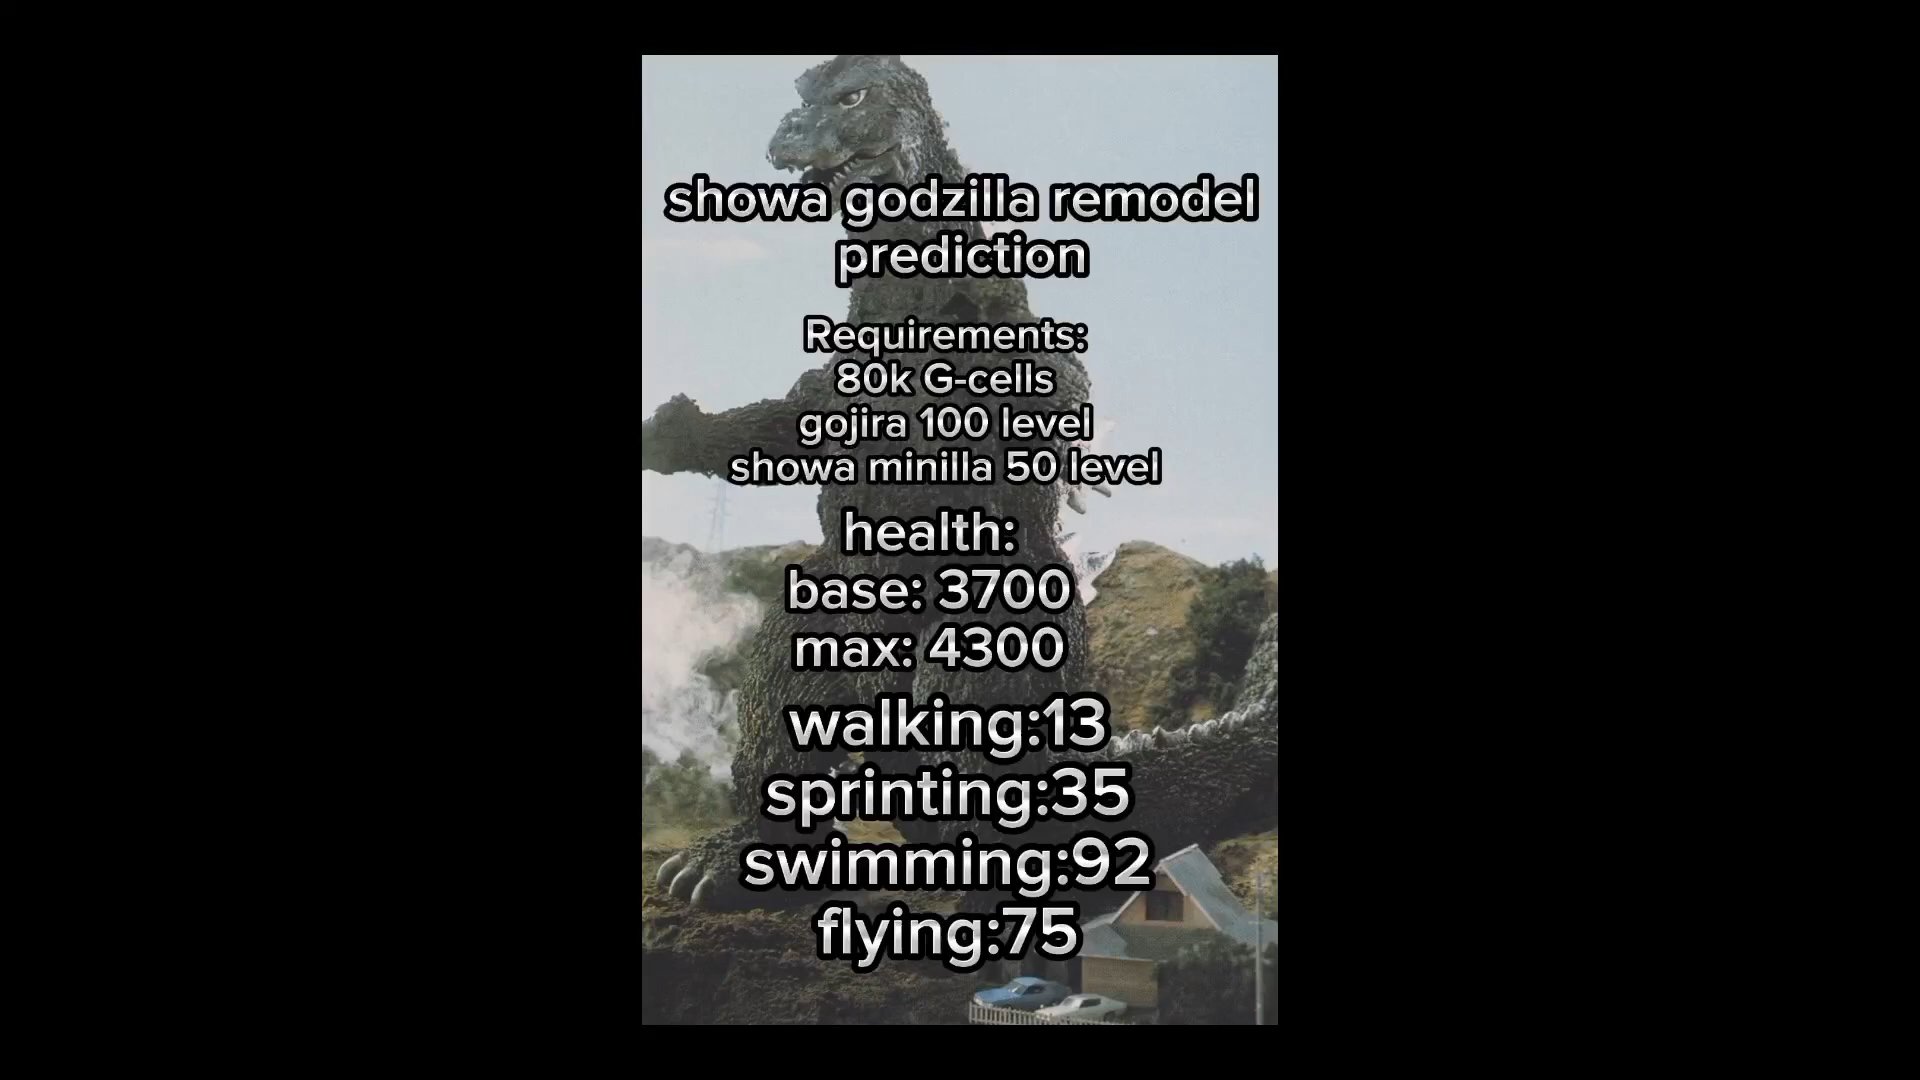 showa godzilla remodel
prediction
Requirements:
80k G-cells
gojira 100 level
showa minilla 50 level
health:
base: 3700
max: 4300
walking:13
sprinting:35
swimming:92
flying:75